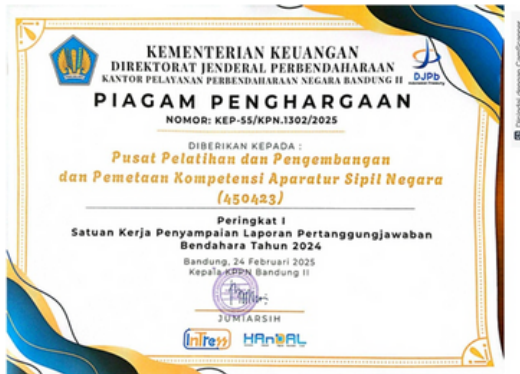 KEMENTERIAN KEUANGAN
DIREKTORAT JENDERAL PERBENDAHARAAN
KANTOR PELAYANAN PERBENDAHARAAN NEGARA BANDUNG II
DJPb
PIAGAM PENGHARGAAN
NOMOR: KEP-55/KPN.1302/2025
DIBERIKAN KEPADA :
Pusat Pelatihan dan Pengembangan
dan Pemetaan Kompetensi Aparatur Sipil Negara
(450423)
Peringkat I
Satuan Kerja Penyampaian Laporan Pertanggungjawaban
Bendahara Tahun 2024
Bandung, 24 Februari 2025
Kepala KPPN Bandung II
JUMIARSIH
InTress HAnDAL